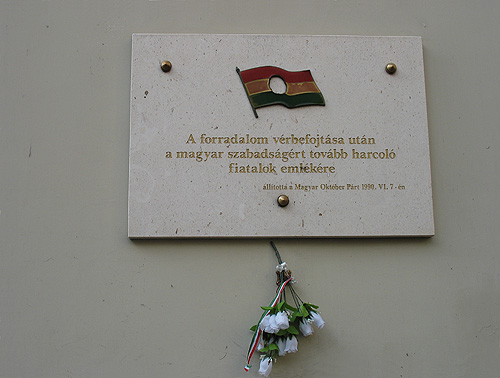 A forradalom vérbefojtása után
a magyar szabadságért tovább harcoló
fiatalok emlékére
állította a Magyar Október Párt 1990. VI. 7-én